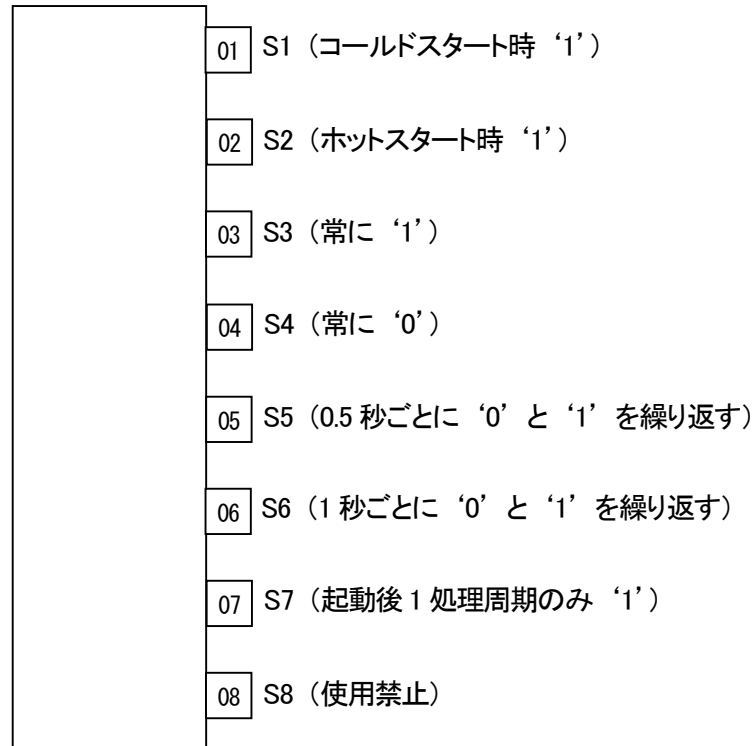 01 S1（コールドスタート時 ‘1’）
02 S2（ホットスタート時 ‘1’）
03 S3（常に ‘1’）
04 S4（常に ‘0’）
05 S5（0.5 秒ごとに ‘0’ と ‘1’ を繰り返す）
06 S6（1 秒ごとに ‘0’ と ‘1’ を繰り返す）
07 S7（起動後 1 処理周期のみ ‘1’）
08 S8（使用禁止）